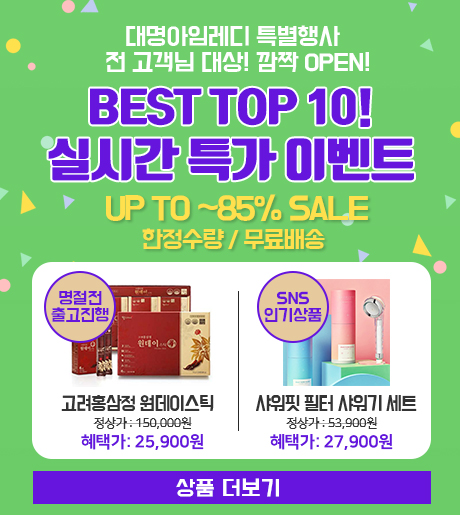 대명아임레디 특별행사
전 고객님 대상! 깜짝 OPEN!
BEST TOP 10!
실시간 특가 이벤트
UP TO ~85% SALE
한정수량 / 무료배송
명절전
출고진행
원데이
고려홍삼정 원데이스틱
정상가 : 150,000원
혜택가: 25,900원
SNS
인기상품
샤워핏 필터 샤워기 세트
정상가 : 53,900원
혜택가: 27,900원
상품 더보기